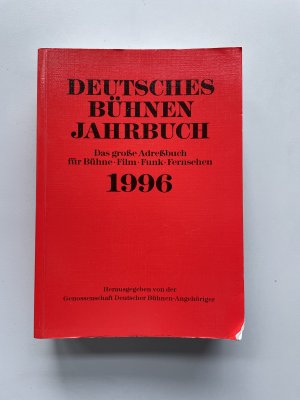 DEUTSCHES
BÜHNEN
JAHRBUCH
Das große Adreßbuch
für Bühne · Film · Funk · Fernsehen
1996
Herausgegeben von der
Genossenschaft Deutscher Bühnen-Angehöriger